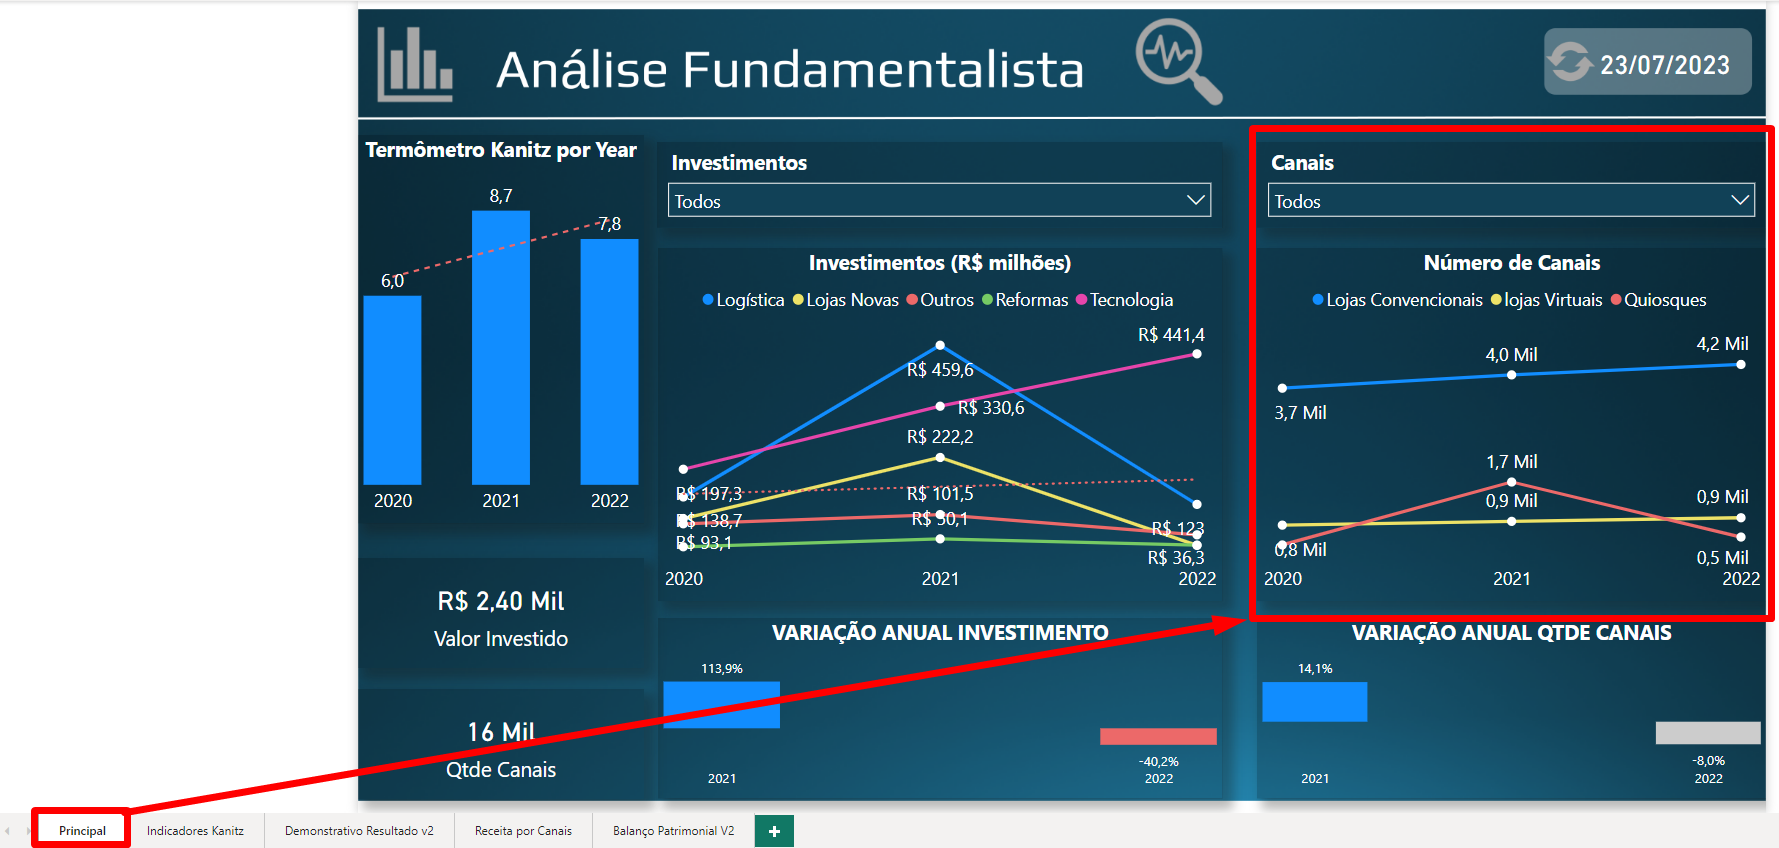 Análise Fundamentalista
23/07/2023
Termômetro Kanitz por Year
8,7
7,8
6,0
2020
2021
2022
R$ 2,40 Mil
Valor Investido
16 Mil
Qtde Canais
Investimentos
Todos
Investimentos (R$ milhões)
Logística Lojas Novas Outros Reformas Tecnologia
R$ 441,4
R$ 459,6
R$ 330,6
R$ 222,2
R$ 197,3
R$ 101,5
R$ 138,7
R$ 50,1
R$ 123
R$ 93,1
R$ 36,3
2020
2021
2022
VARIAÇÃO ANUAL INVESTIMENTO
113,9%
-40,2%
2021
2022
Canais
Todos
Número de Canais
Lojas Convencionais lojas Virtuais Quiosques
4,2 Mil
4,0 Mil
3,7 Mil
1,7 Mil
0,9 Mil
0,9 Mil
0,8 Mil
0,5 Mil
2020
2021
2022
VARIAÇÃO ANUAL QTDE CANAIS
14,1%
-8,0%
2021
2022
Principal
Indicadores Kanitz
Demonstrativo Resultado v2
Receita por Canais
Balanço Patrimonial V2
+